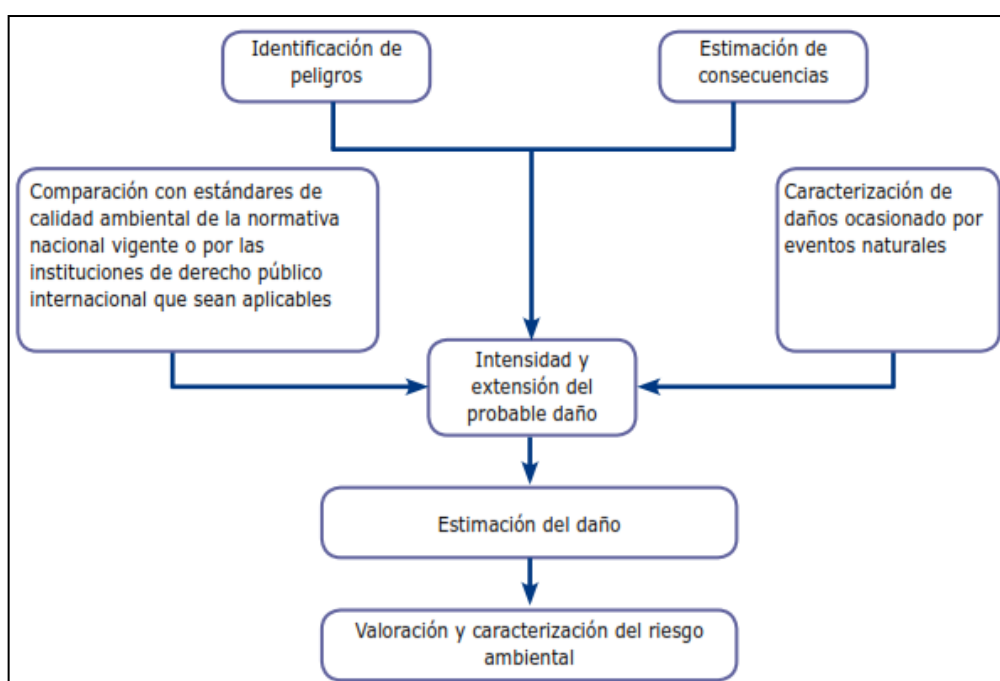 Identificación de
peligros
Estimación de
consecuencias
Comparación con estándares de
calidad ambiental de la normativa
nacional vigente o por las
instituciones de derecho público
internacional que sean aplicables
Caracterización de
daños ocasionado por
eventos naturales
Intensidad y
extensión del
probable daño
Estimación del daño
Valoración y caracterización del riesgo
ambiental